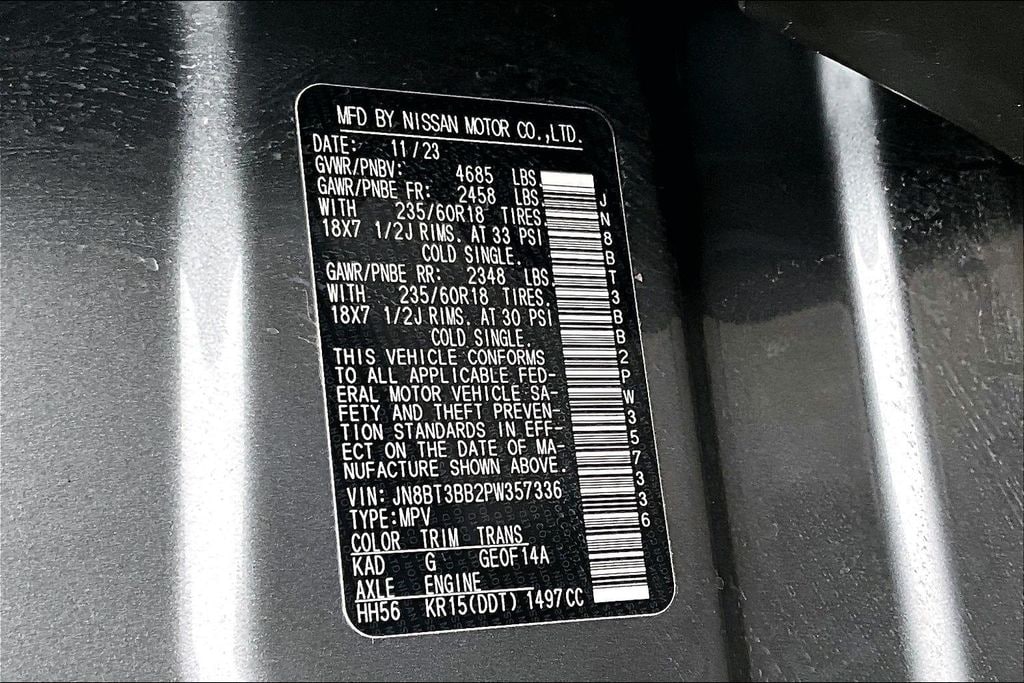 MFD BY NISSAN MOTOR CO.,LTD.
DATE: 11/23
GVWR/PNBV: 4685 LBS
GAWR/PNBE FR: 2458 LBS
WITH 235/60R18 TIRES
18X7 1/2J RIMS. AT 33 PSI
COLD SINGLE.
GAWR/PNBE RR: 2348 LBS.
WITH 235/60R18 TIRES.
18X7 1/2J RIMS. AT 30 PSI
COLD SINGLE.
THIS VEHICLE CONFORMS
TO ALL APPLICABLE FED-
ERAL MOTOR VEHICLE SA-
FETY AND THEFT PREVEN-
TION STANDARDS IN EFF-
ECT ON THE DATE OF MA-
NUFACTURE SHOWN ABOVE.
VIN: JN8BT3BB2PW357336
TYPE:MPV
COLOR TRIM TRANS
KAD G GEOF14A
AXLE ENGINE
HH56 KR15(DDT) 1497CC
JN8BT3BB2PW357336